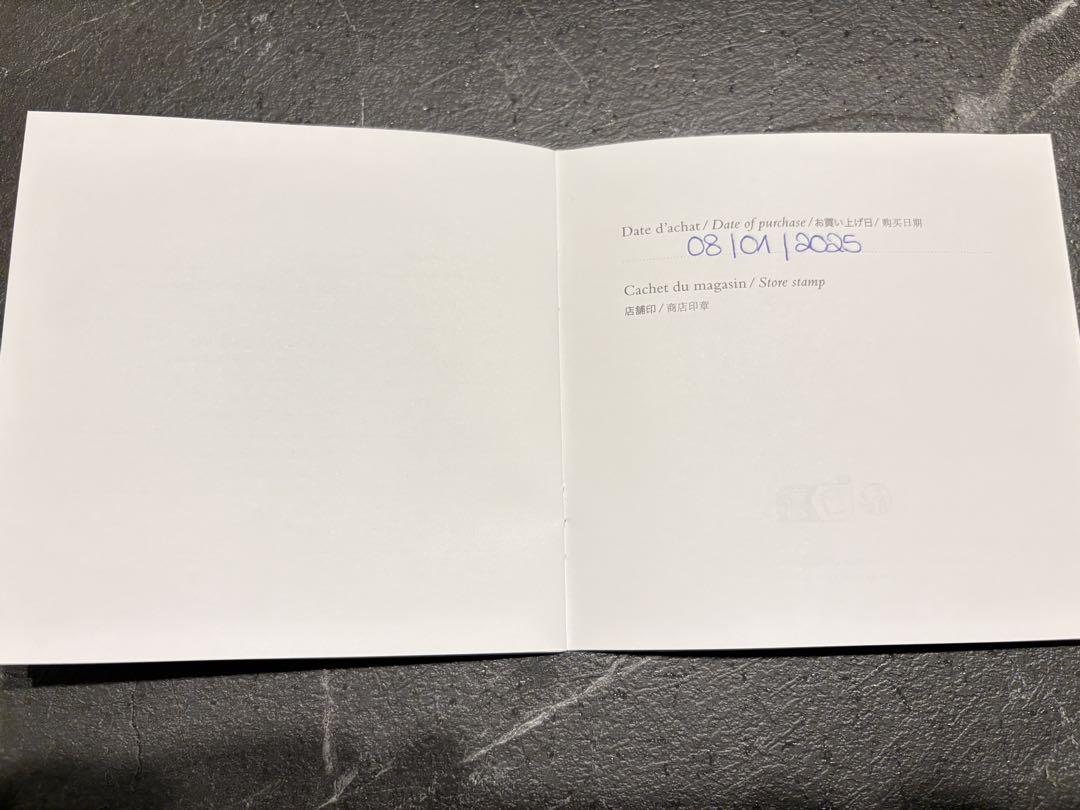 Date d'achat / Date of purchase / お買い上げ日 / 购买日期
08/01/2025
Cachet du magasin / Store stamp
店舗印 / 商店印章